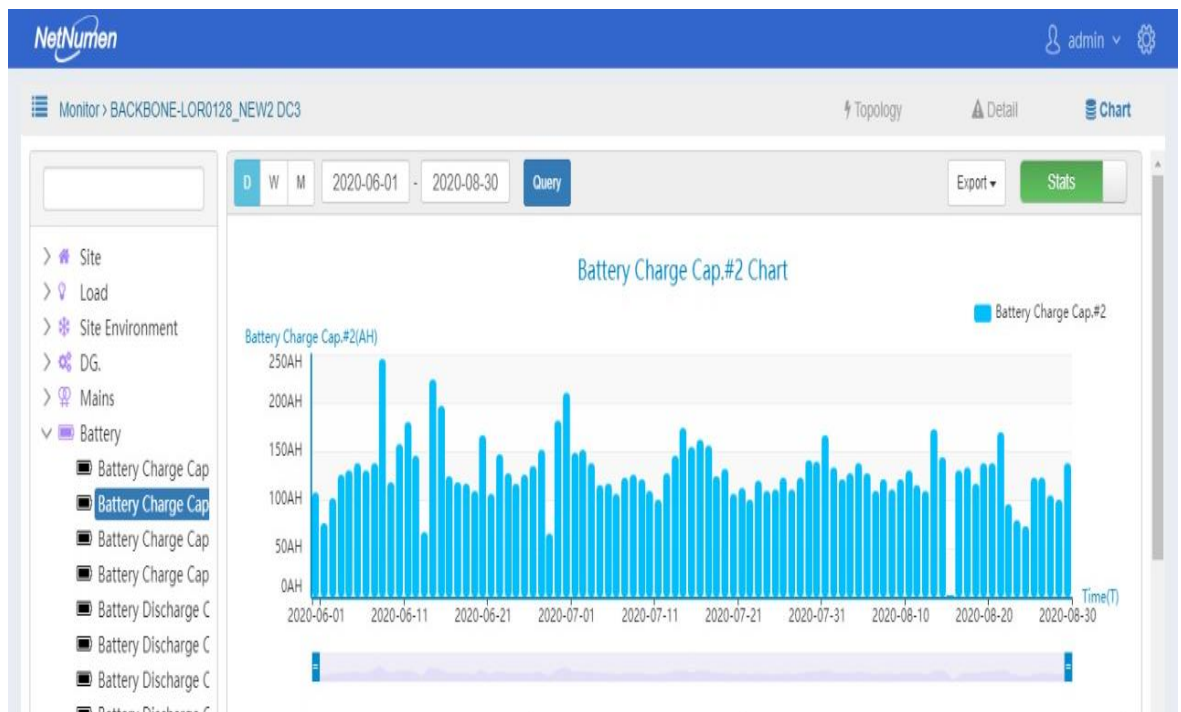 NetNumen
admin
Monitor > BACKBONE-LOR0128_NEW2 DC3
Topology
Detail
Chart
D W M 2020-06-01 - 2020-08-30 Query
Export
Stats
Site
Load
Site Environment
DG.
Mains
Battery
Battery Charge Cap
Battery Charge Cap
Battery Charge Cap
Battery Charge Cap
Battery Discharge C
Battery Discharge C
Battery Discharge C
Battery Discharge C
Battery Charge Cap.#2 Chart
Battery Charge Cap.#2
Battery Charge Cap.#2(AH)
250AH
200AH
150AH
100AH
50AH
0AH
2020-06-01 2020-06-11 2020-06-21 2020-07-01 2020-07-11 2020-07-21 2020-07-31 2020-08-10 2020-08-20 2020-08-30
Time(T)